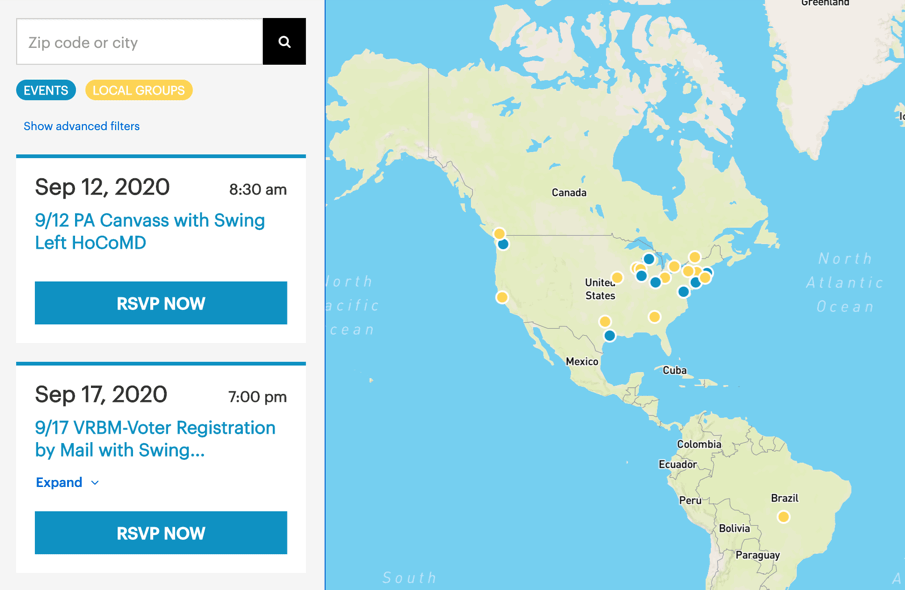 Zip code or city
EVENTS
LOCAL GROUPS
Show advanced filters
Sep 12, 2020
8:30 am
9/12 PA Canvass with Swing
Left HoCoMD
RSVP NOW
Sep 17, 2020
7:00 pm
9/17 VRBM-Voter Registration
by Mail with Swing...
Expand
RSVP NOW
Greenland
Canada
North
Atlantic
Ocean
United
States
Mexico
Cuba
Colombia
Ecuador
Peru
Brazil
Bolivia
Paraguay
South